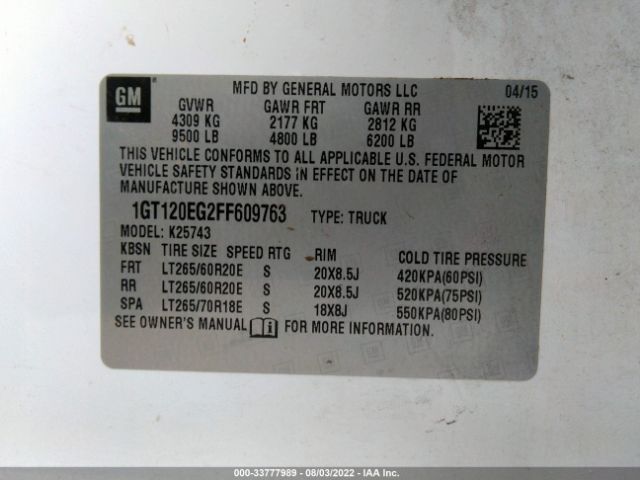 GM
®
MFD BY GENERAL MOTORS LLC 04/15
GVWR GAWR FRT GAWR RR
4309 KG 2177 KG 2812 KG
9500 LB 4800 LB 6200 LB
THIS VEHICLE CONFORMS TO ALL APPLICABLE U.S. FEDERAL MOTOR
VEHICLE SAFETY STANDARDS IN EFFECT ON THE DATE OF
MANUFACTURE SHOWN ABOVE.
1GT120EG2FF609763 TYPE: TRUCK
MODEL: K25743
KBSN TIRE SIZE SPEED RTG RIM COLD TIRE PRESSURE
FRT LT265/60R20E S 20X8.5J 420KPA(60PSI)
RR LT265/60R20E S 20X8.5J 520KPA(75PSI)
SPA LT265/70R18E S 18X8J 550KPA(80PSI)
SEE OWNER'S MANUAL FOR MORE INFORMATION.
000-33777989 - 08/03/2022 - IAA Inc.